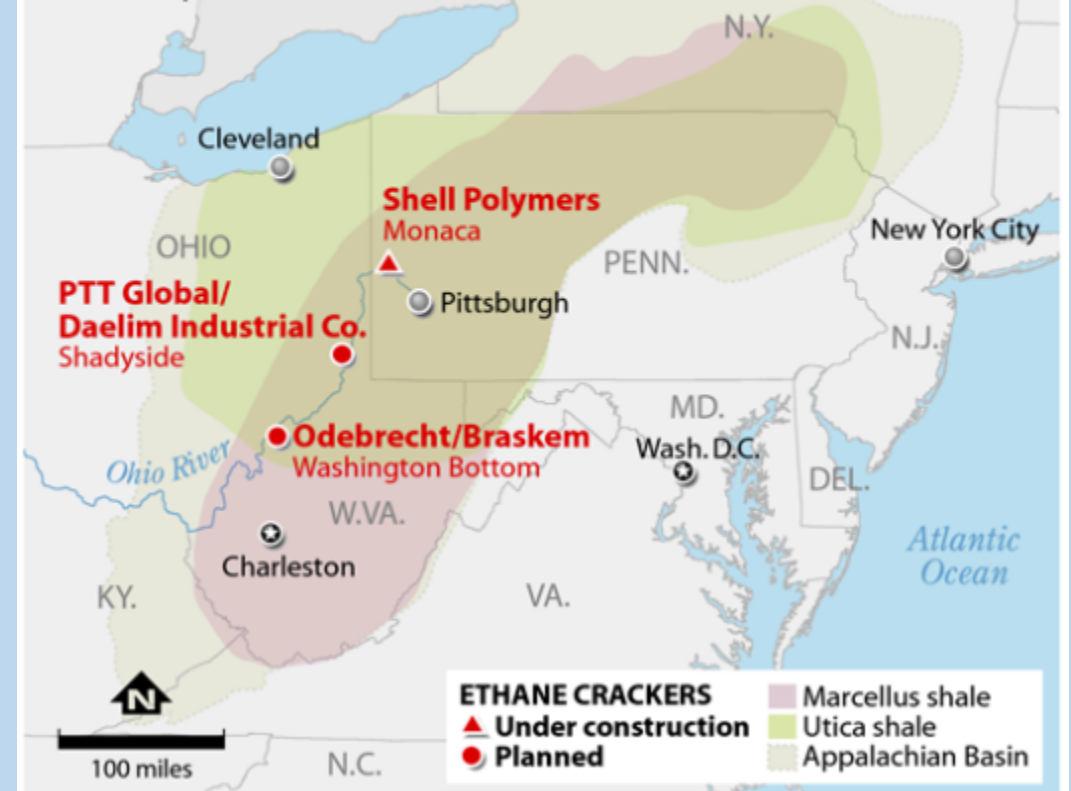 N.Y.
Cleveland
Shell Polymers
Monaca
New York City
OHIO
PENN.
PTT Global/
Daelim Industrial Co.
Shadyside
Pittsburgh
N.J.
MD.
Odebrecht/Braskem
Washington Bottom
Wash. D.C.
Ohio River
DEL.
W.VA.
Charleston
Atlantic
Ocean
KY.
VA.
N
100 miles
N.C.
ETHANE CRACKERS
Under construction
Planned
Marcellus shale
Utica shale
Appalachian Basin